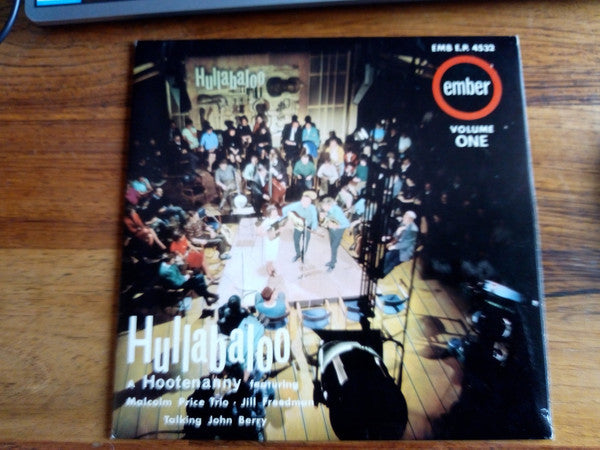 EMB E.P. 4532
Hullabaloo
ember
VOLUME
ONE
Hullabaloo
A Hootenanny featuring
Malcolm Price Trio · Jill Freedman
Talking John Berry